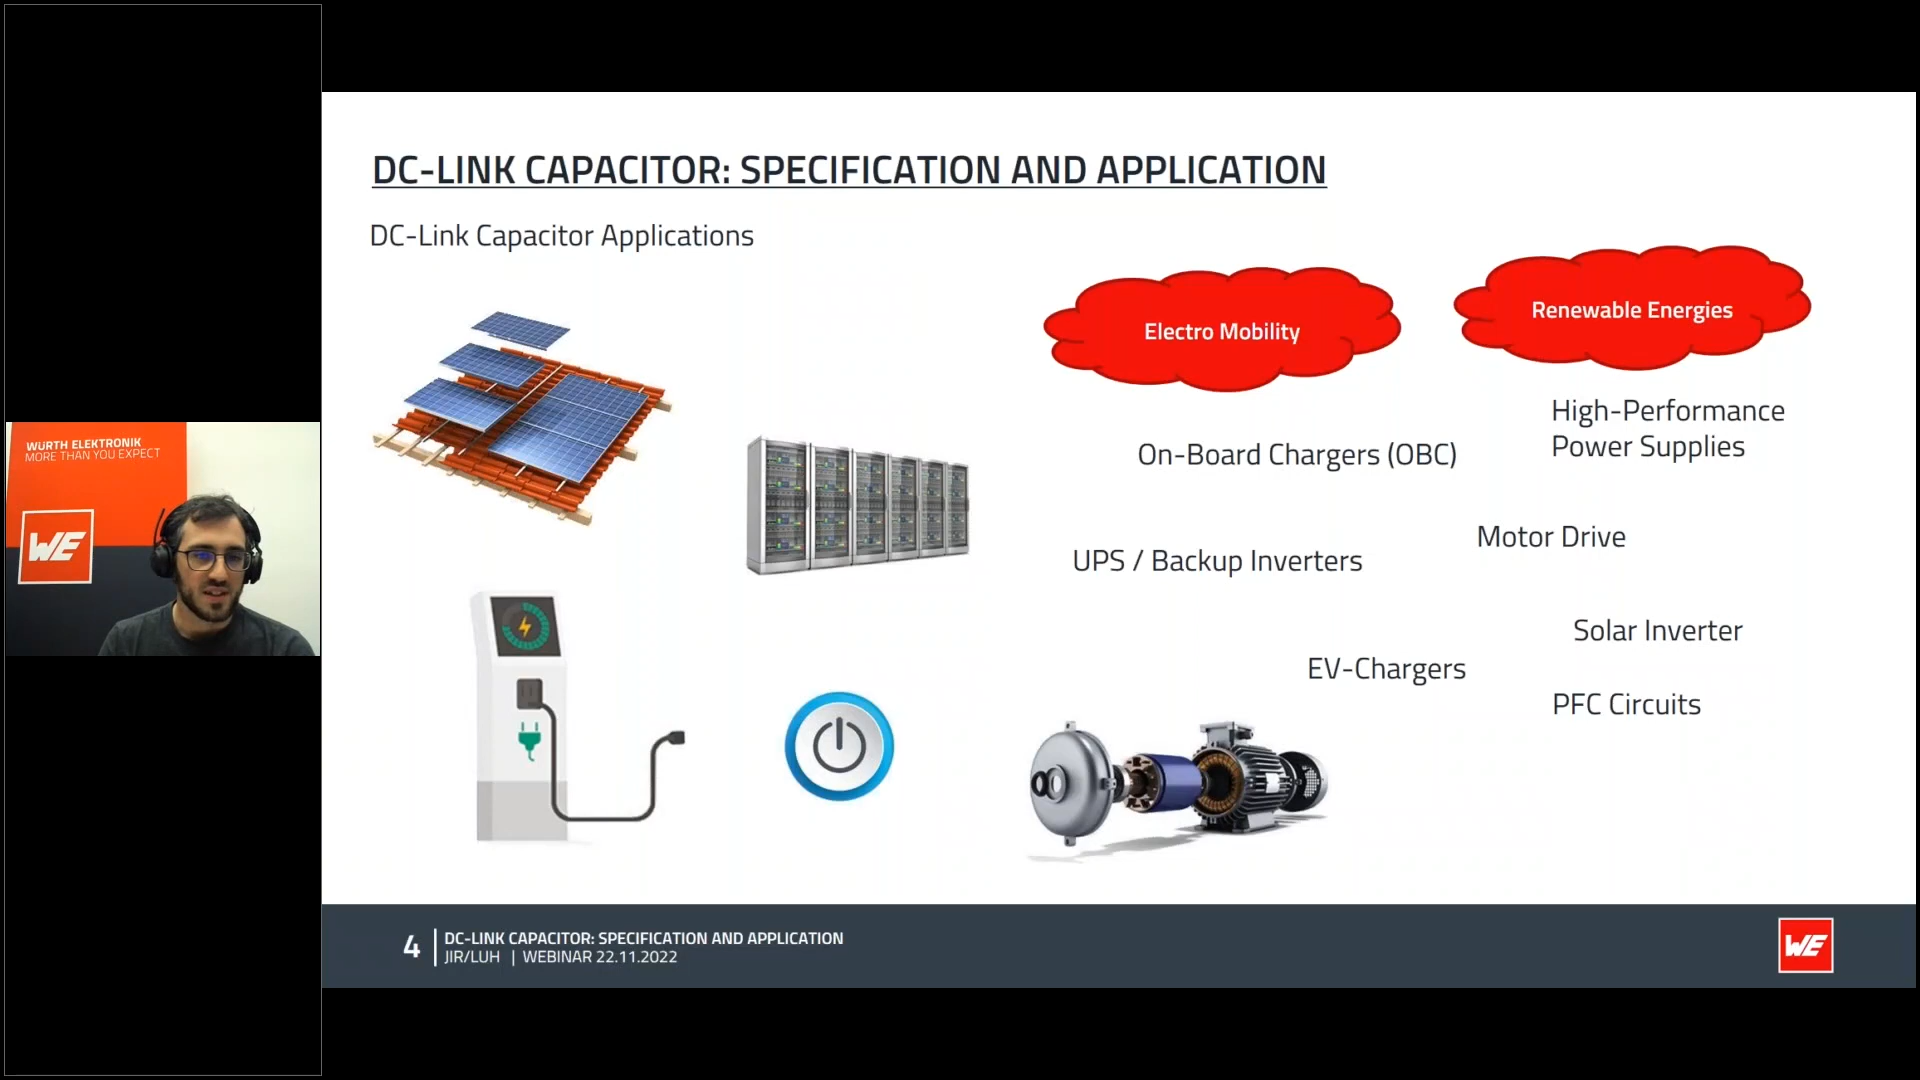 WURTH ELEKTRONIK
MORE THAN YOU EXPECT
WE
DC-LINK CAPACITOR: SPECIFICATION AND APPLICATION
DC-Link Capacitor Applications
Electro Mobility
Renewable Energies
High-Performance
Power Supplies
On-Board Chargers (OBC)
Motor Drive
UPS / Backup Inverters
Solar Inverter
EV-Chargers
PFC Circuits
4
DC-LINK CAPACITOR: SPECIFICATION AND APPLICATION
JIR/LUH | WEBINAR 22.11.2022
WE